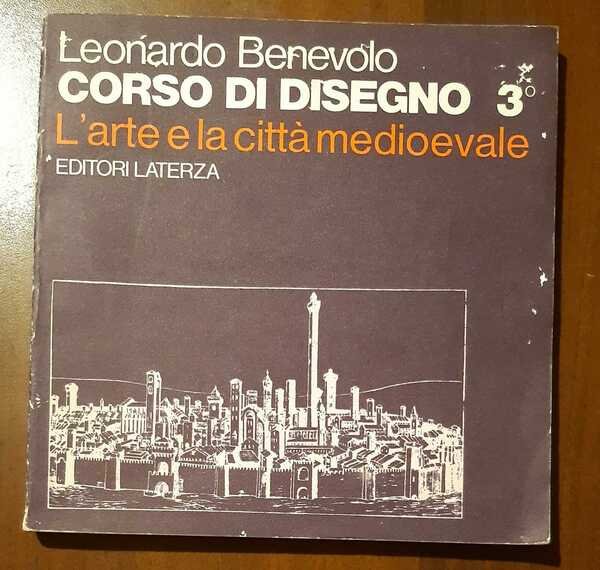 Leonardo Benevolo
CORSO DI DISEGNO 3°
L'arte e la città medioevale
EDITORI LATERZA